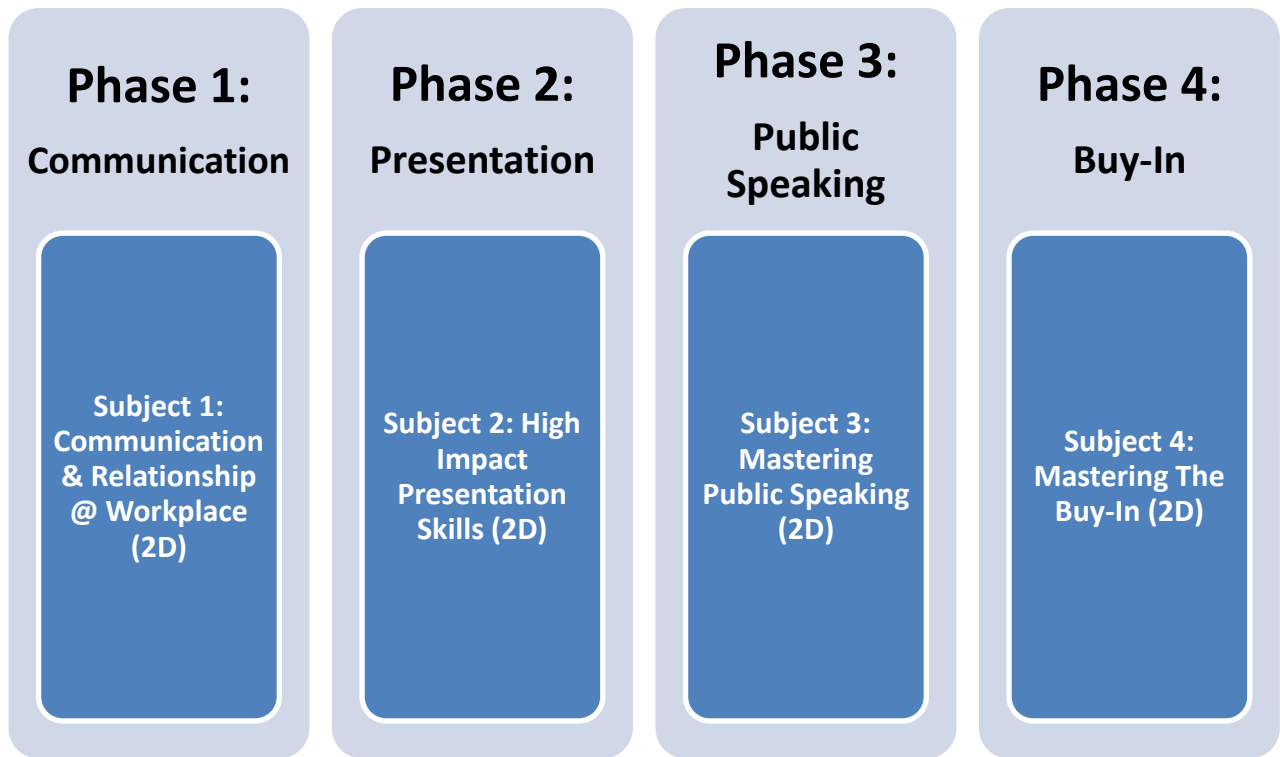 Phase 1:
Communication
Subject 1:
Communication
& Relationship
@ Workplace
(2D)
Phase 2:
Presentation
Subject 2: High
Impact
Presentation
Skills (2D)
Phase 3:
Public
Speaking
Subject 3:
Mastering
Public Speaking
(2D)
Phase 4:
Buy-In
Subject 4:
Mastering The
Buy-In (2D)